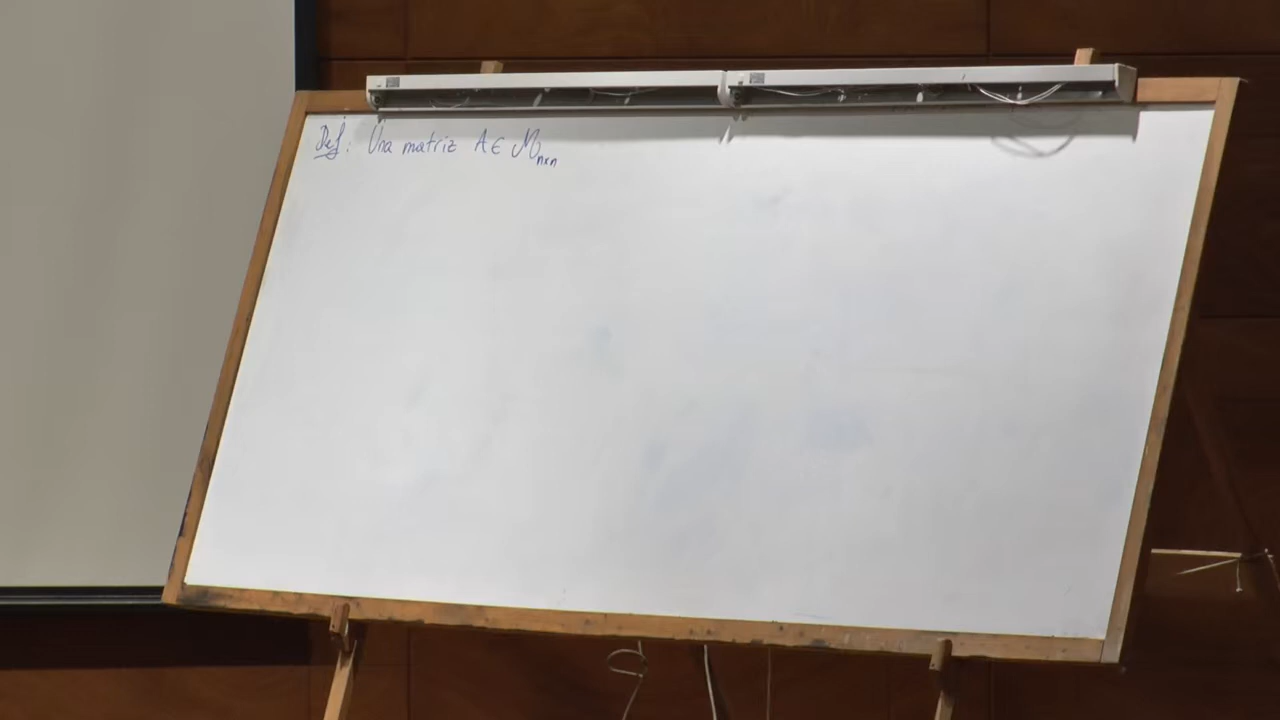 Def: Una matriz A ∈ M_{n×n}